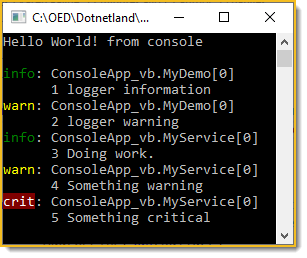 C:\OED\Dotnetland\...
Hello World! from console
info: ConsoleApp_vb.MyDemo[0]
1 logger information
warn: ConsoleApp_vb.MyDemo[0]
2 logger warning
info: ConsoleApp_vb.MyService[0]
3 Doing work.
warn: ConsoleApp_vb.MyService[0]
4 Something warning
crit: ConsoleApp_vb.MyService[0]
5 Something critical